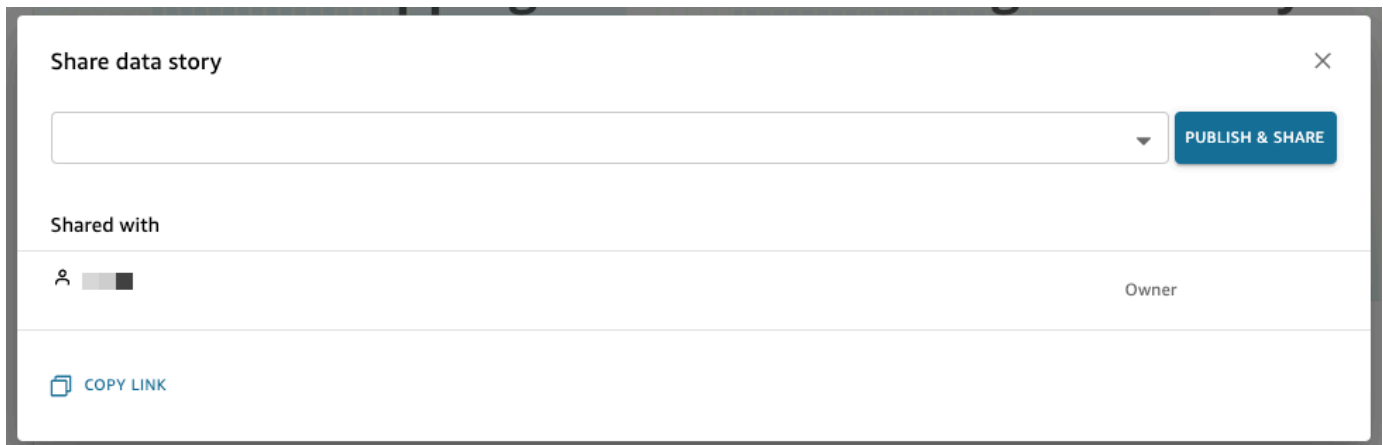 Share data story
PUBLISH & SHARE
Shared with
Owner
COPY LINK